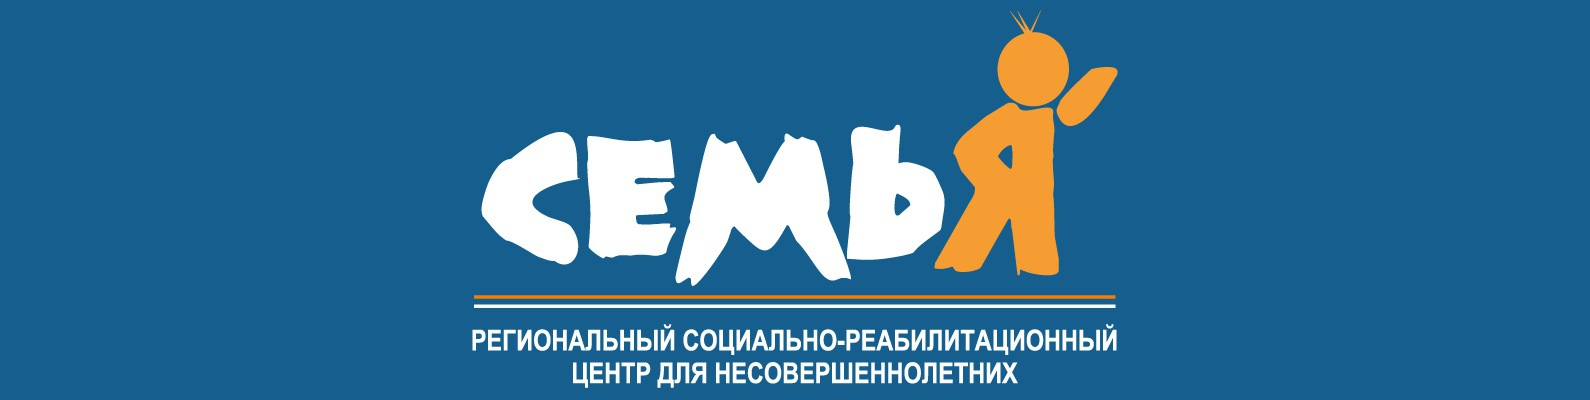 СЕМЬЯ
РЕГИОНАЛЬНЫЙ СОЦИАЛЬНО-РЕАБИЛИТАЦИОННЫЙ
ЦЕНТР ДЛЯ НЕСОВЕРШЕННОЛЕТНИХ